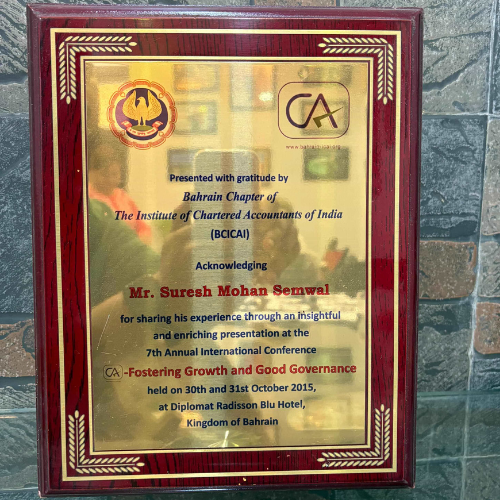 CA
Presented with gratitude by
Bahrain Chapter of
The Institute of Chartered Accountants of India
(BCICAI)
Acknowledging
Mr. Suresh Mohan Semwal
for sharing his experience through an insightful
and enriching presentation at the
7th Annual International Conference
CA-Fostering Growth and Good Governance
held on 30th and 31st October 2015,
at Diplomat Radisson Blu Hotel,
Kingdom of Bahrain